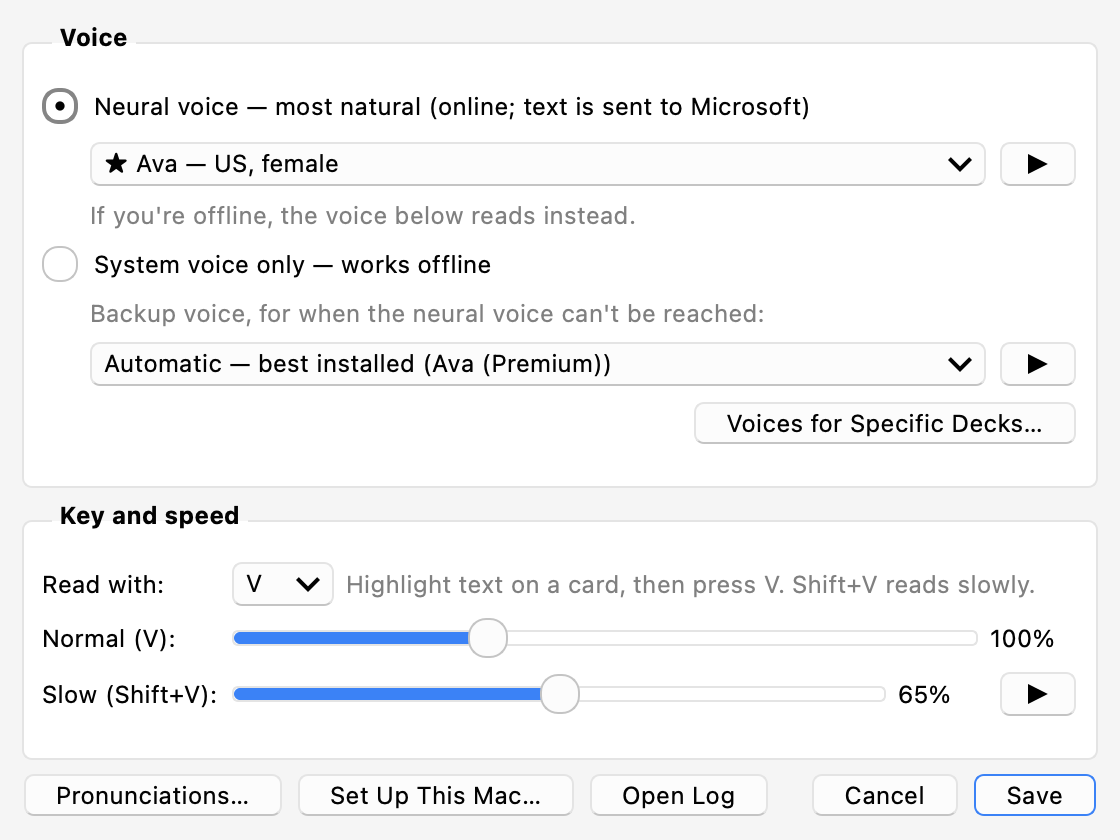 Voice
Neural voice — most natural (online; text is sent to Microsoft)
★ Ava — US, female
If you're offline, the voice below reads instead.
System voice only — works offline
Backup voice, for when the neural voice can't be reached:
Automatic — best installed (Ava (Premium))
Voices for Specific Decks...
Key and speed
Read with: V Highlight text on a card, then press V. Shift+V reads slowly.
Normal (V): 100%
Slow (Shift+V): 65%
Pronunciations... Set Up This Mac... Open Log Cancel Save